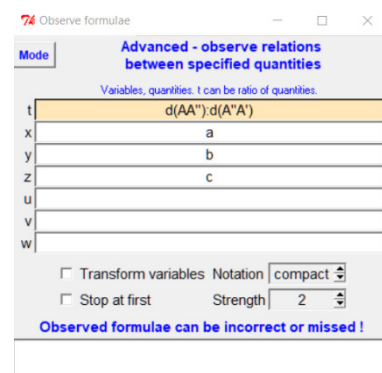 Observe formulae
Mode
Advanced - observe relations
between specified quantities
Variables, quantities. t can be ratio of quantities.
t d(AA''):d(A''A')
x a
y b
z c
u
v
w
Transform variables Notation compact
Stop at first Strength 2
Observed formulae can be incorrect or missed !